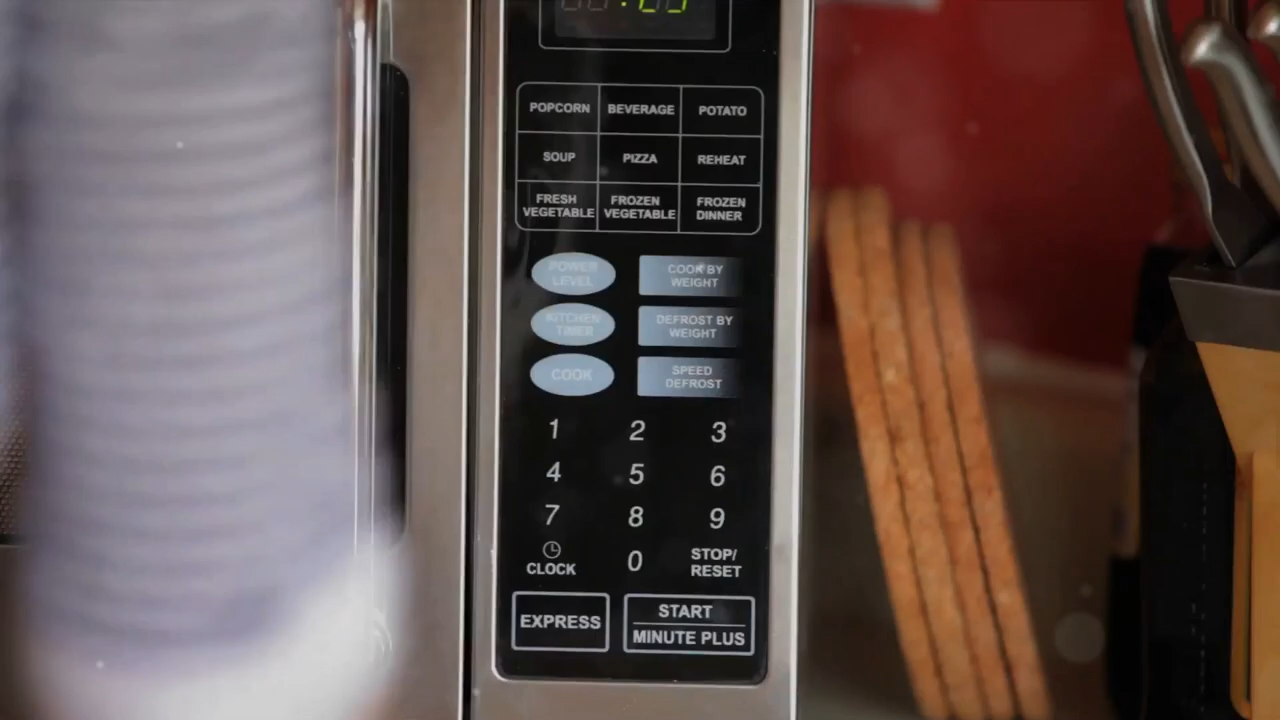 POPCORN BEVERAGE POTATO
SOUP PIZZA REHEAT
FRESH VEGETABLE FROZEN VEGETABLE FROZEN DINNER
POWER LEVEL COOK BY WEIGHT
KITCHEN TIMER DEFROST BY WEIGHT
COOK SPEED DEFROST
1 2 3
4 5 6
7 8 9
CLOCK 0 STOP/ RESET
EXPRESS START MINUTE PLUS